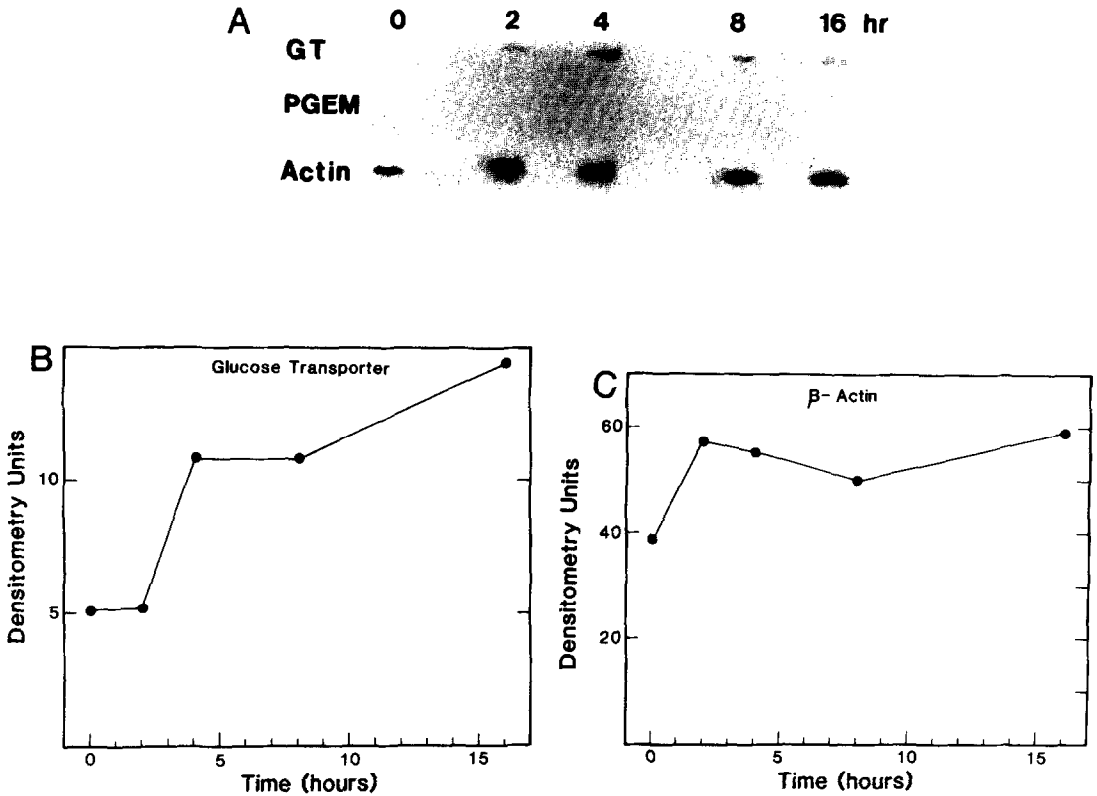 A 0 2 4 8 16 hr
GT
PGEM
Actin
B
Glucose Transporter
Densitometry Units
10
5
0 5 10 15
Time (hours)
C
β- Actin
Densitometry Units
60
40
20
0 5 10 15
Time (hours)